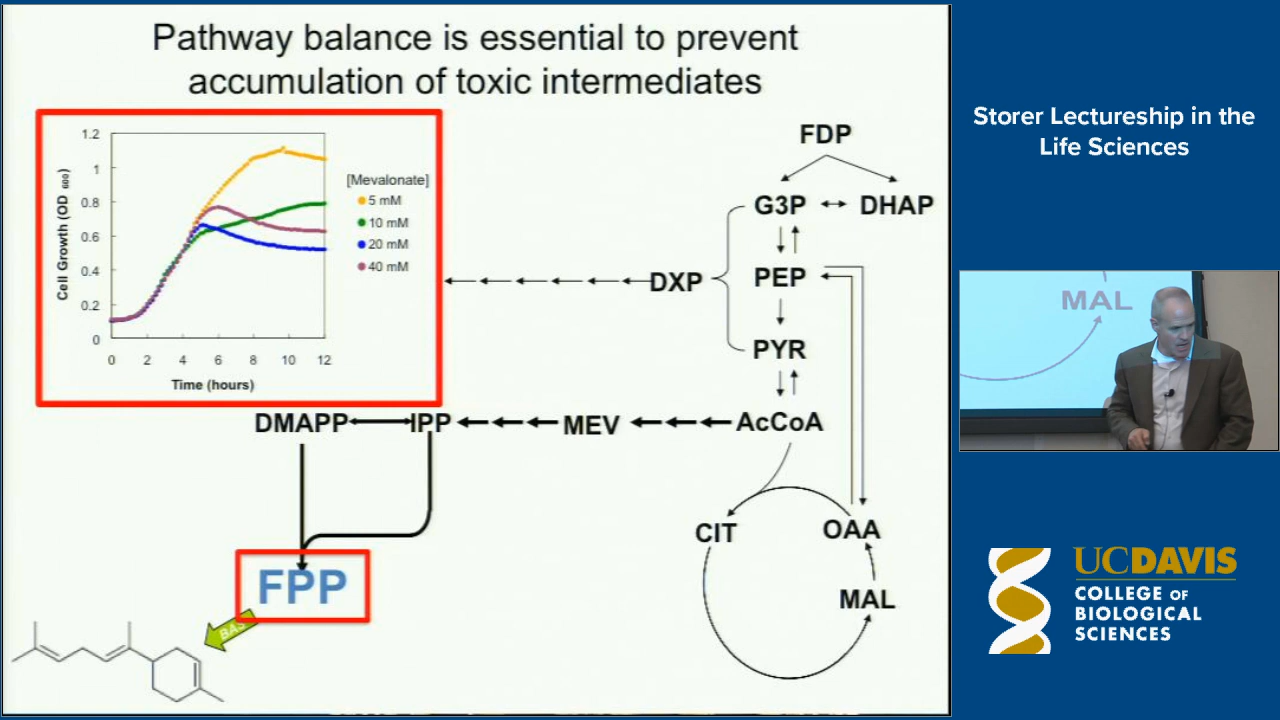 Pathway balance is essential to prevent
accumulation of toxic intermediates
Cell Growth (OD 600)
1.2
1
0.8
0.6
0.4
0.2
0
0 2 4 6 8 10 12
Time (hours)
[Mevalonate]
5 mM
10 mM
20 mM
40 mM
FDP
G3P DHAP
DXP PEP
PYR
DMAPP IPP MEV AcCoA
CIT OAA
MAL
FPP
BAS
Storer Lectureship in the
Life Sciences
MAL
UCDAVIS
COLLEGE OF
BIOLOGICAL
SCIENCES